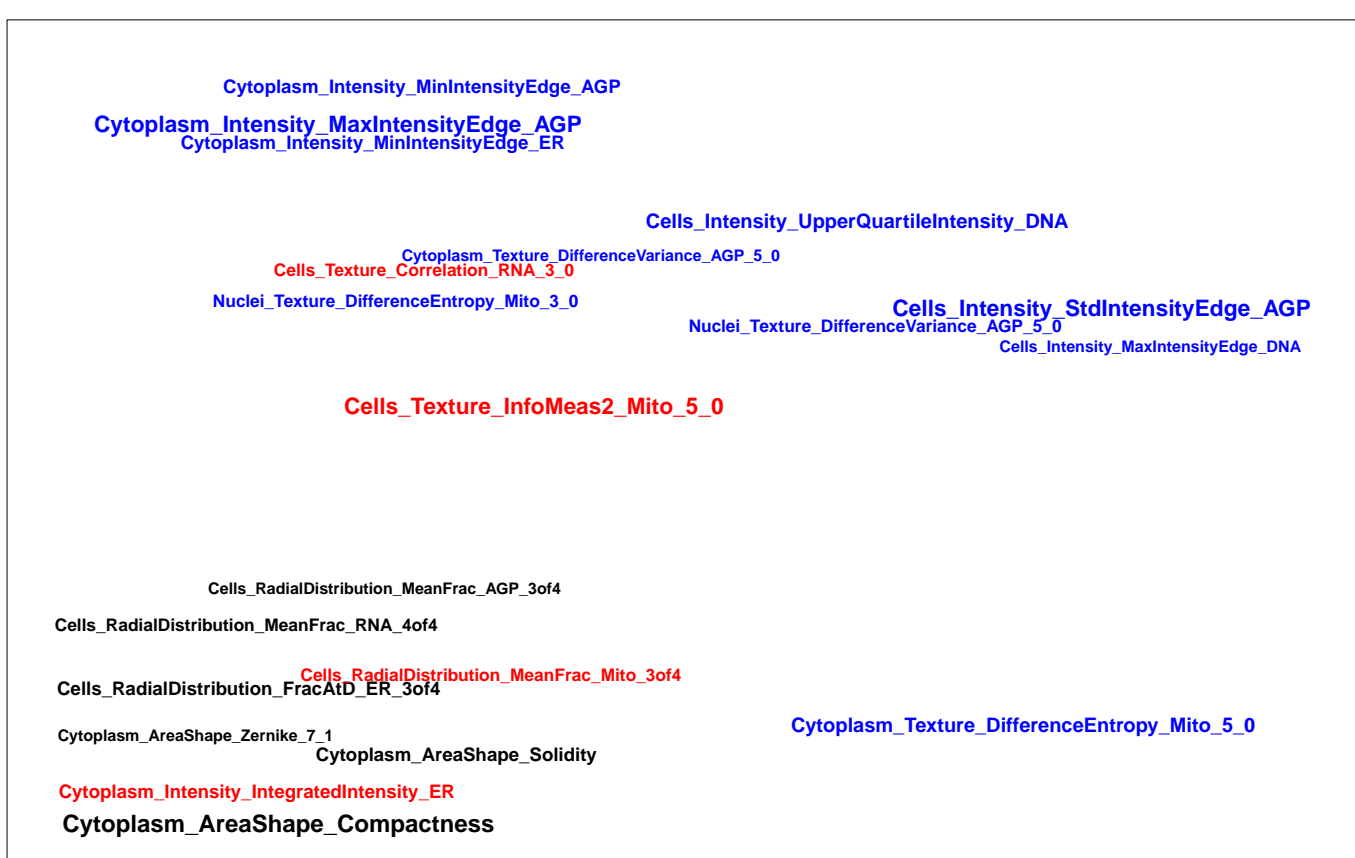 Cytoplasm_Intensity_MinIntensityEdge_AGP
Cytoplasm_Intensity_MaxIntensityEdge_AGP
Cytoplasm_Intensity_MinIntensityEdge_ER
Cells_Intensity_UpperQuartileIntensity_DNA
Cytoplasm_Texture_DifferenceVariance_AGP_5_0
Cells_Texture_Correlation_RNA_3_0
Nuclei_Texture_DifferenceEntropy_Mito_3_0
Cells_Intensity_StdIntensityEdge_AGP
Nuclei_Texture_DifferenceVariance_AGP_5_0
Cells_Intensity_MaxIntensityEdge_DNA
Cells_Texture_InfoMeas2_Mito_5_0
Cells_RadialDistribution_MeanFrac_AGP_3of4
Cells_RadialDistribution_MeanFrac_RNA_4of4
Cells_RadialDistribution_MeanFrac_Mito_3of4
Cells_RadialDistribution_FracAtD_ER_3of4
Cytoplasm_Texture_DifferenceEntropy_Mito_5_0
Cytoplasm_AreaShape_Zernike_7_1
Cytoplasm_AreaShape_Solidity
Cytoplasm_Intensity_IntegratedIntensity_ER
Cytoplasm_AreaShape_Compactness